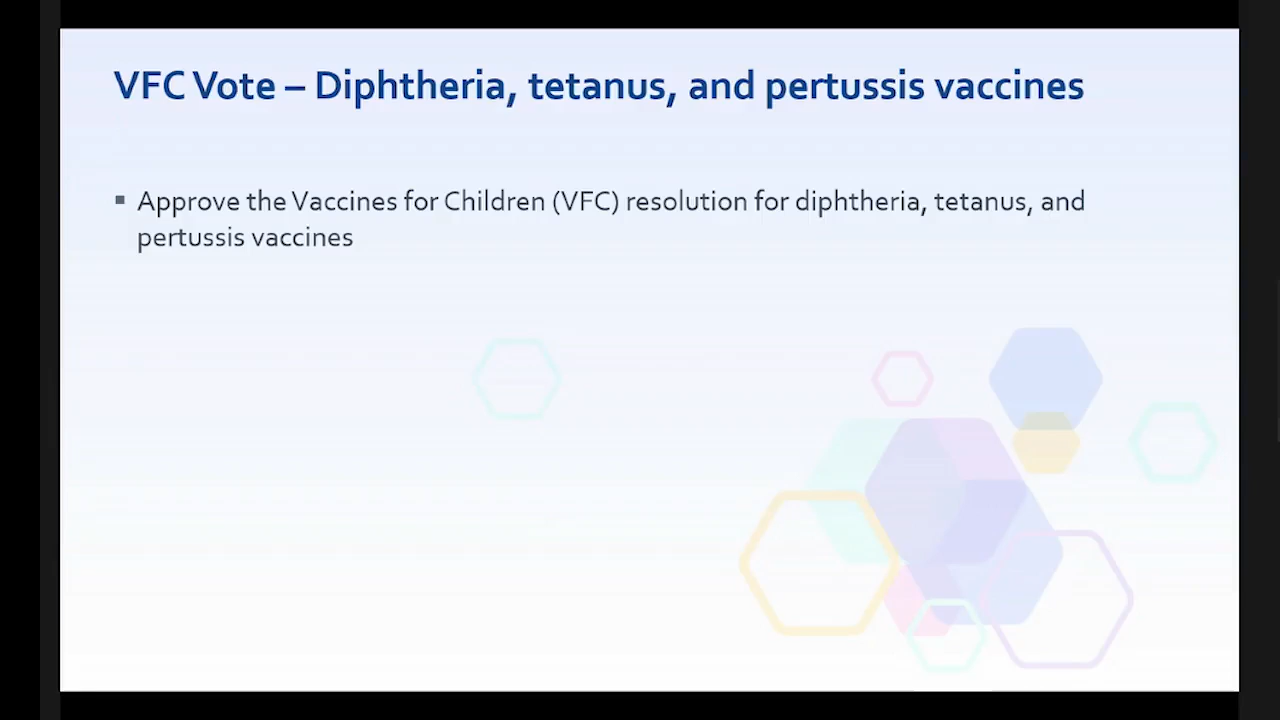 VFC Vote – Diphtheria, tetanus, and pertussis vaccines
▪ Approve the Vaccines for Children (VFC) resolution for diphtheria, tetanus, and
pertussis vaccines